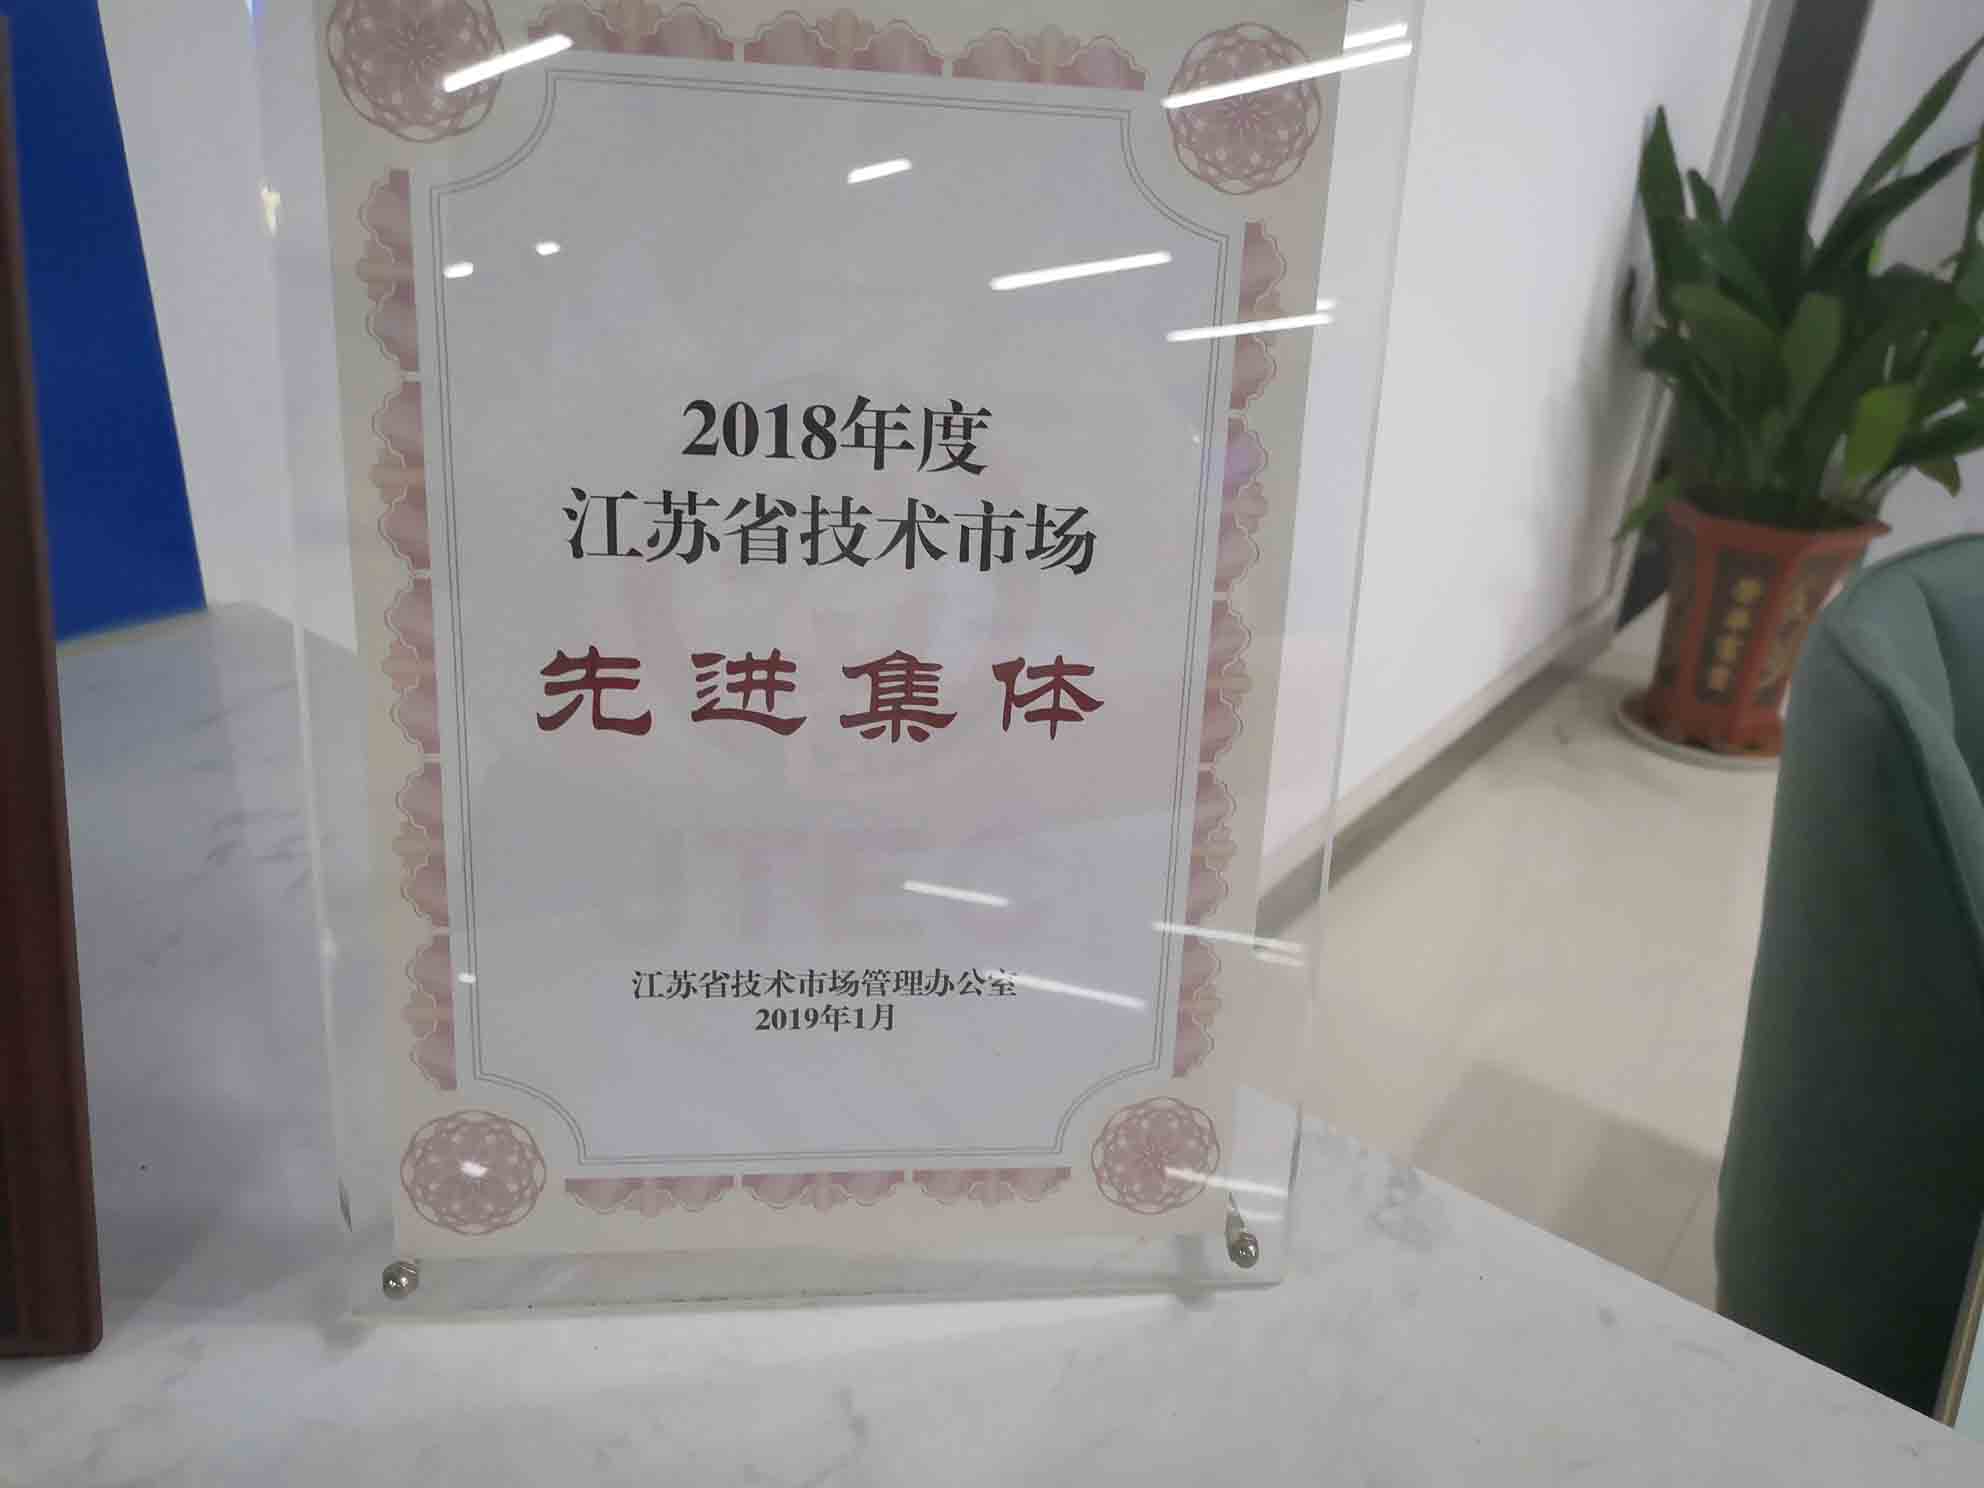 2018年度
江苏省技术市场
先进集体
江苏省技术市场管理办公室
2019年1月